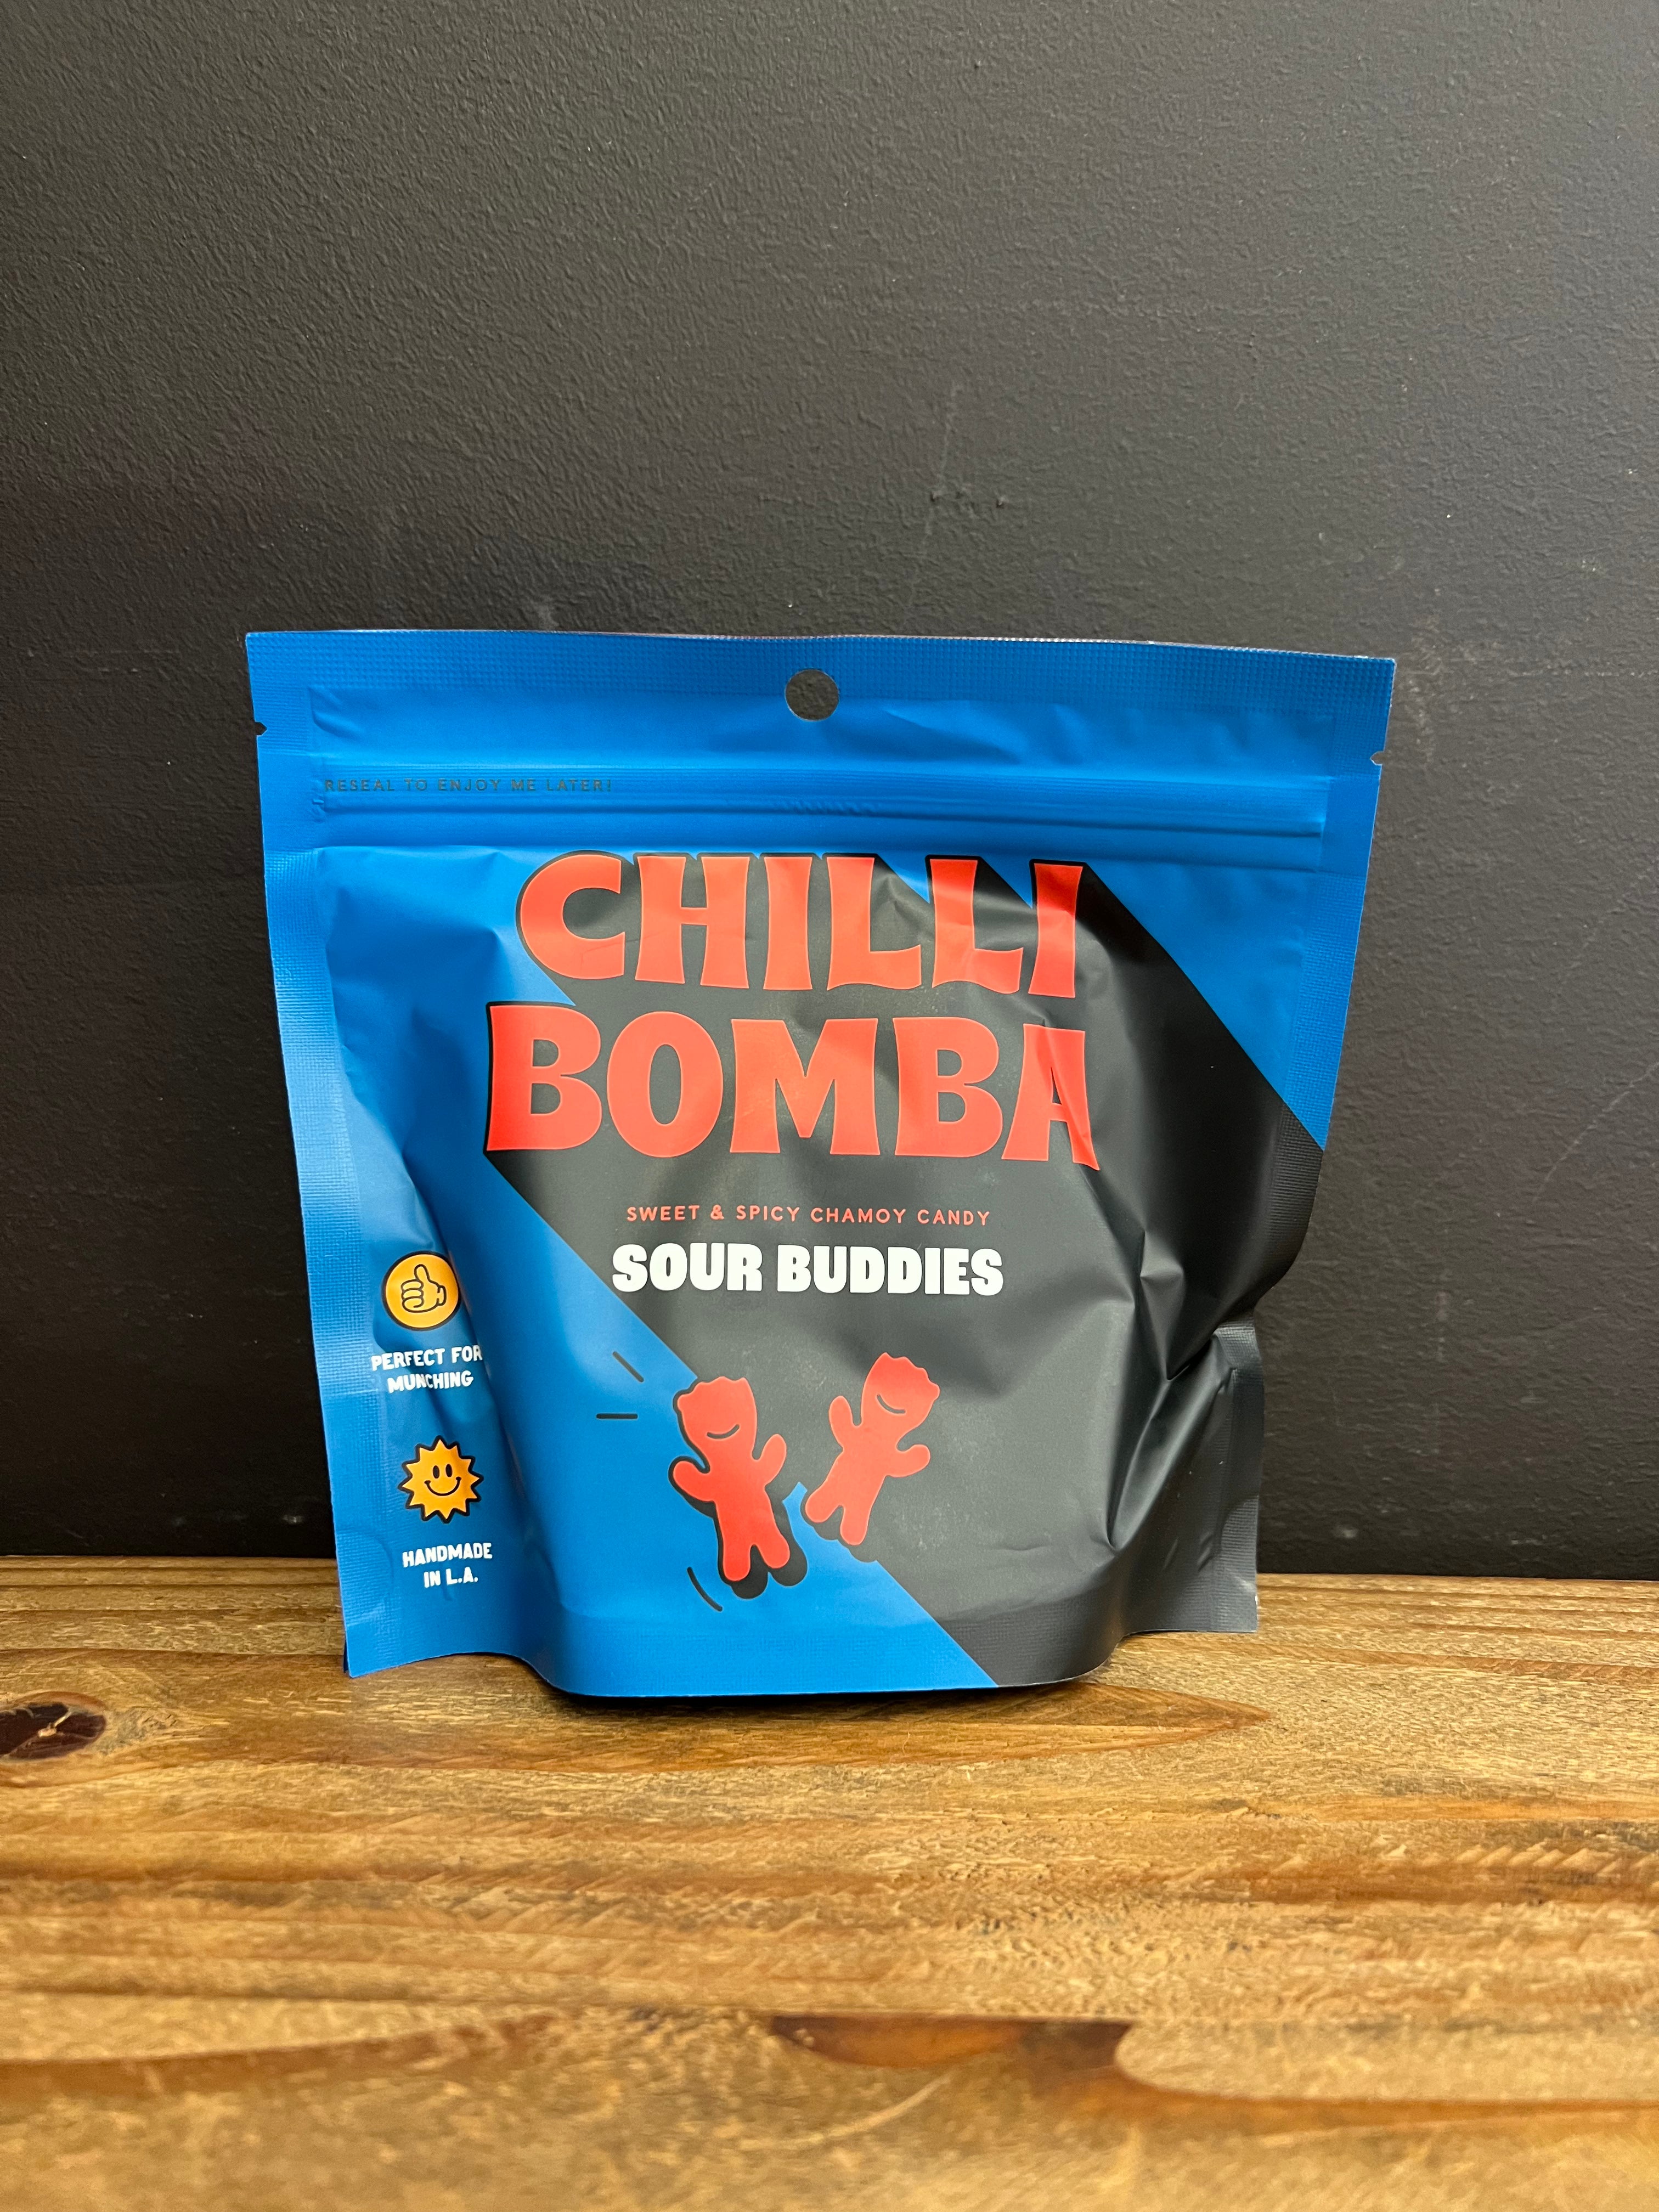 RESEAL TO ENJOY ME LATER!
CHILLI
BOMBA
SWEET & SPICY CHAMOY CANDY
SOUR BUDDIES
PERFECT FOR
MUNCHING
HANDMADE
IN L.A.